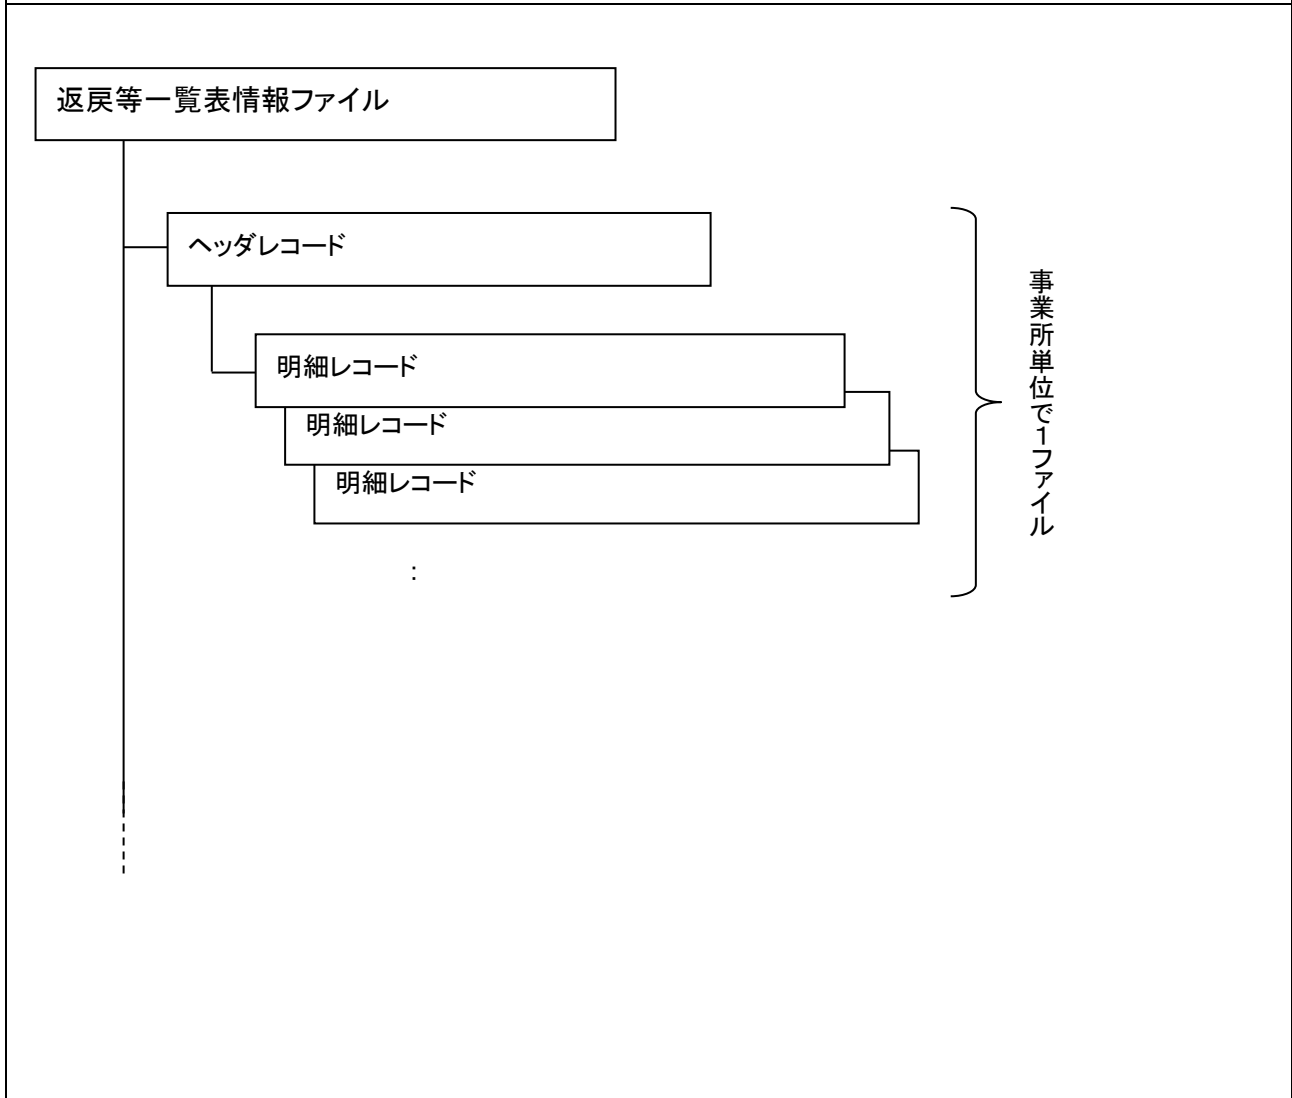 返戻等一覧表情報ファイル
ヘッダレコード
明細レコード
明細レコード
明細レコード
:
事業所単位で1ファイル